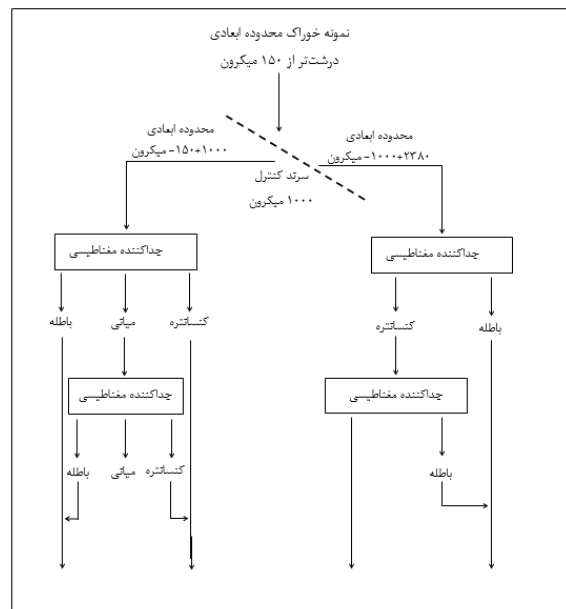 نمونه خوراک محدوده ابعادی
درشت‌تر از ۱۵۰ میکرون
محدوده ابعادی
۱۰۰۰+۲۳۸۰- میکرون
محدوده ابعادی
۱۵۰+۱۰۰۰- میکرون
سرند کنترل
۱۰۰۰ میکرون
جداکننده مغناطیسی
جداکننده مغناطیسی
باطله
کنسانتره
کنسانتره
میانی
باطله
جداکننده مغناطیسی
جداکننده مغناطیسی
باطله
کنسانتره
میانی
باطله